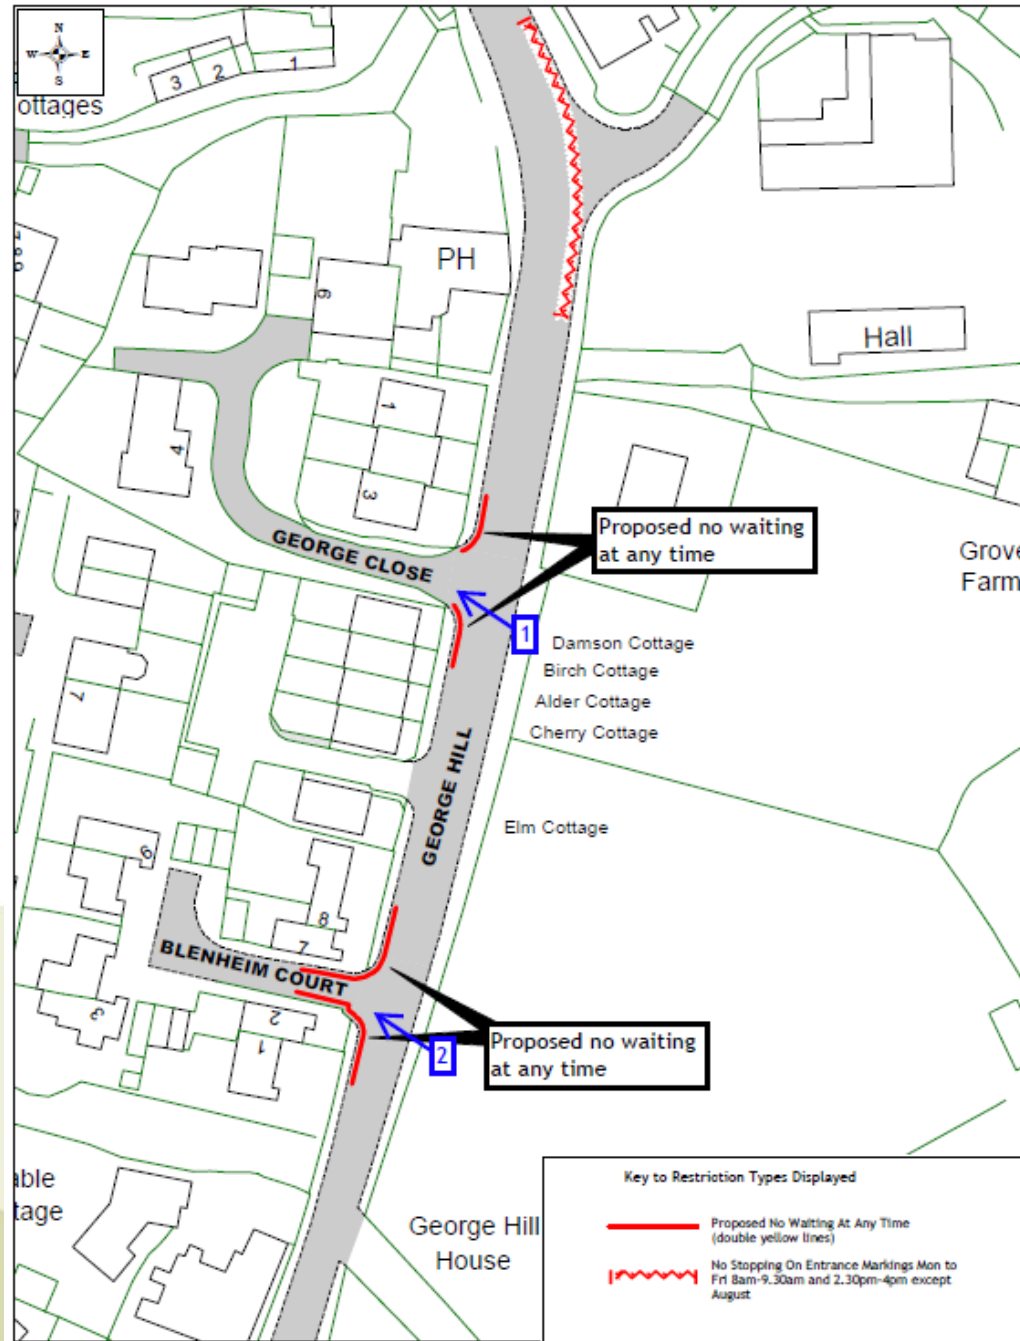 N
W E
S
ottages
3 2 1
PH
6
Hall
1
4
3
GEORGE CLOSE
Proposed no waiting
at any time
Grove
Farm
1
Damson Cottage
Birch Cottage
Alder Cottage
Cherry Cottage
7
GEORGE HILL
Elm Cottage
9
8
7
BLENHEIM COURT
3
2
1
2
Proposed no waiting
at any time
able
tage
George Hill
House
Key to Restriction Types Displayed
Proposed No Waiting At Any Time
(double yellow lines)
No Stopping On Entrance Markings Mon to
Fri 8am-9.30am and 2.30pm-4pm except
August